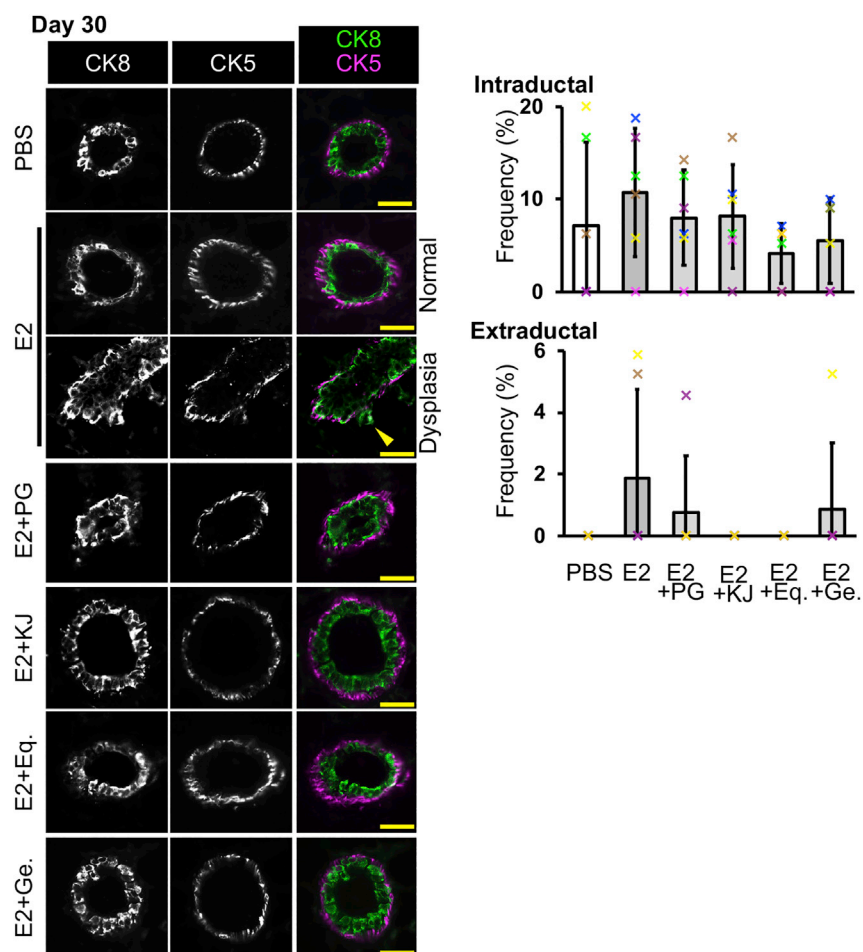 Day 30
CK8
CK5
CK8
CK5
PBS
E2
Normal
Dysplasia
E2+PG
E2+KJ
E2+Eq.
E2+Ge.
Intraductal
Frequency (%)
20
10
0
Extraductal
Frequency (%)
6
4
2
0
PBS
E2
E2
+PG
E2
+KJ
E2
+Eq.
E2
+Ge.